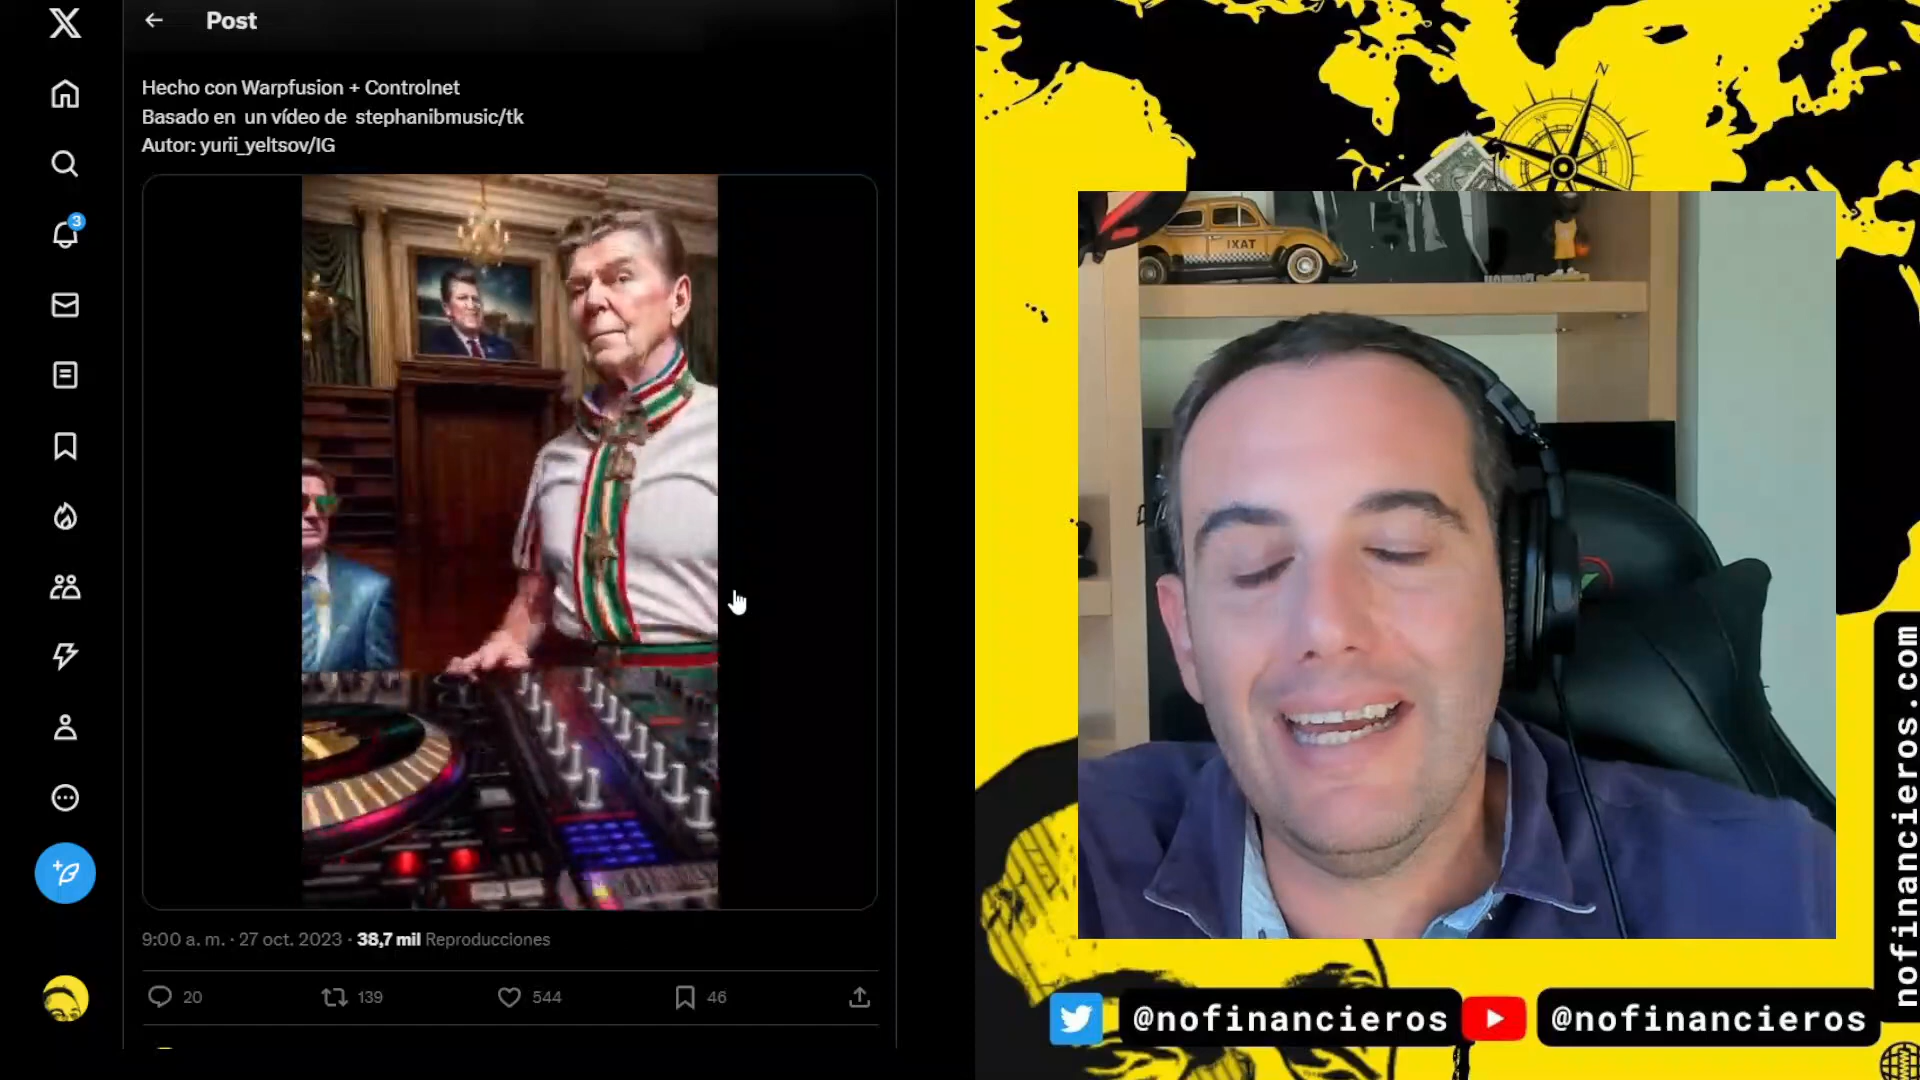 Post
Hecho con Warpfusion + Controlnet
Basado en un vídeo de stephanibmusic/tk
Autor: yurii_yeltsov/IG
3
9:00 a. m. · 27 oct. 2023 · 38,7 mil Reproducciones
20
139
544
46
N
IXAT
@nofinancieros
@nofinancieros
nofinancieros.com